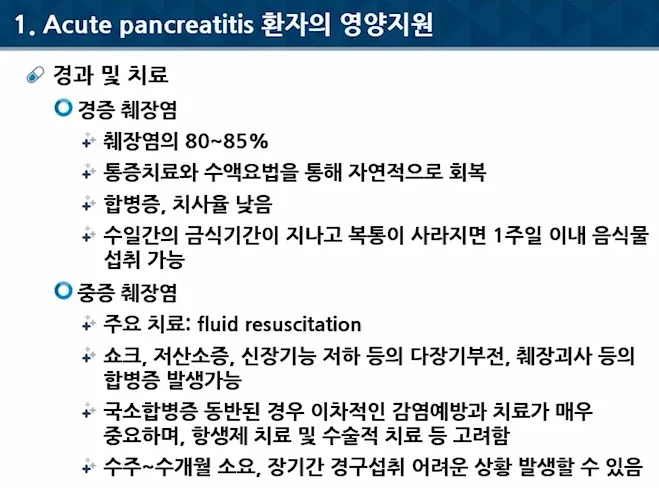 1. Acute pancreatitis 환자의 영양지원
경과 및 치료
경증 췌장염
췌장염의 80~85%
통증치료와 수액요법을 통해 자연적으로 회복
합병증, 치사율 낮음
수일간의 금식기간이 지나고 복통이 사라지면 1주일 이내 음식물
섭취 가능
중증 췌장염
주요 치료: fluid resuscitation
쇼크, 저산소증, 신장기능 저하 등의 다장기부전, 췌장괴사 등의
합병증 발생가능
국소합병증 동반된 경우 이차적인 감염예방과 치료가 매우
중요하며, 항생제 치료 및 수술적 치료 등 고려함
수주~수개월 소요, 장기간 경구섭취 어려운 상황 발생할 수 있음